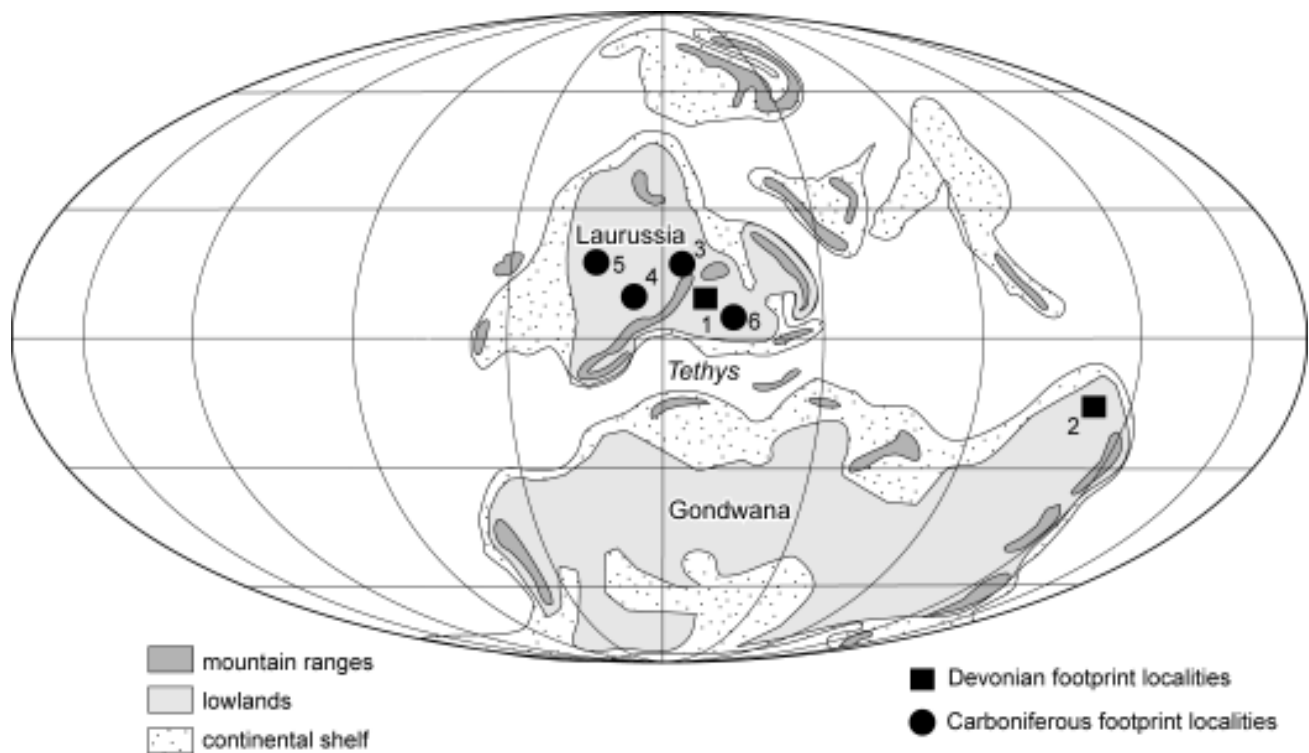 Laurussia
3
5
4
1
6
Tethys
2
Gondwana
mountain ranges
lowlands
continental shelf
Devonian footprint localities
Carboniferous footprint localities